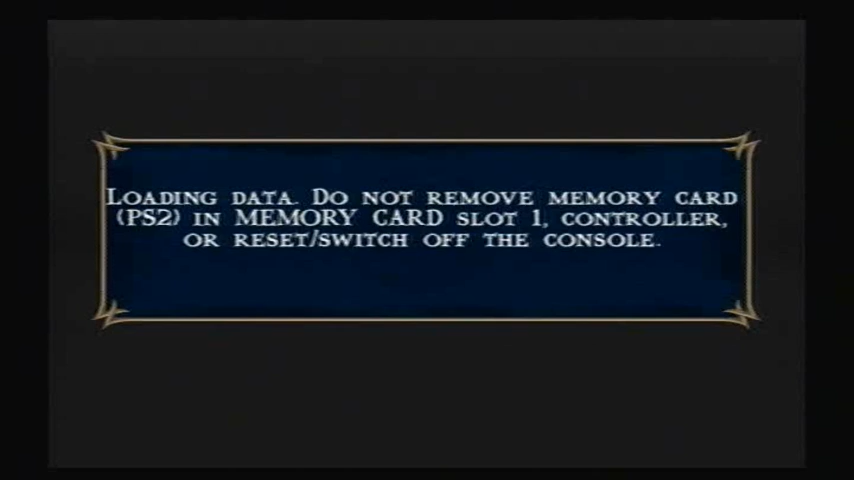 Loading data. Do not remove memory card
(PS2) in MEMORY CARD slot 1, controller,
or reset/switch off the console.